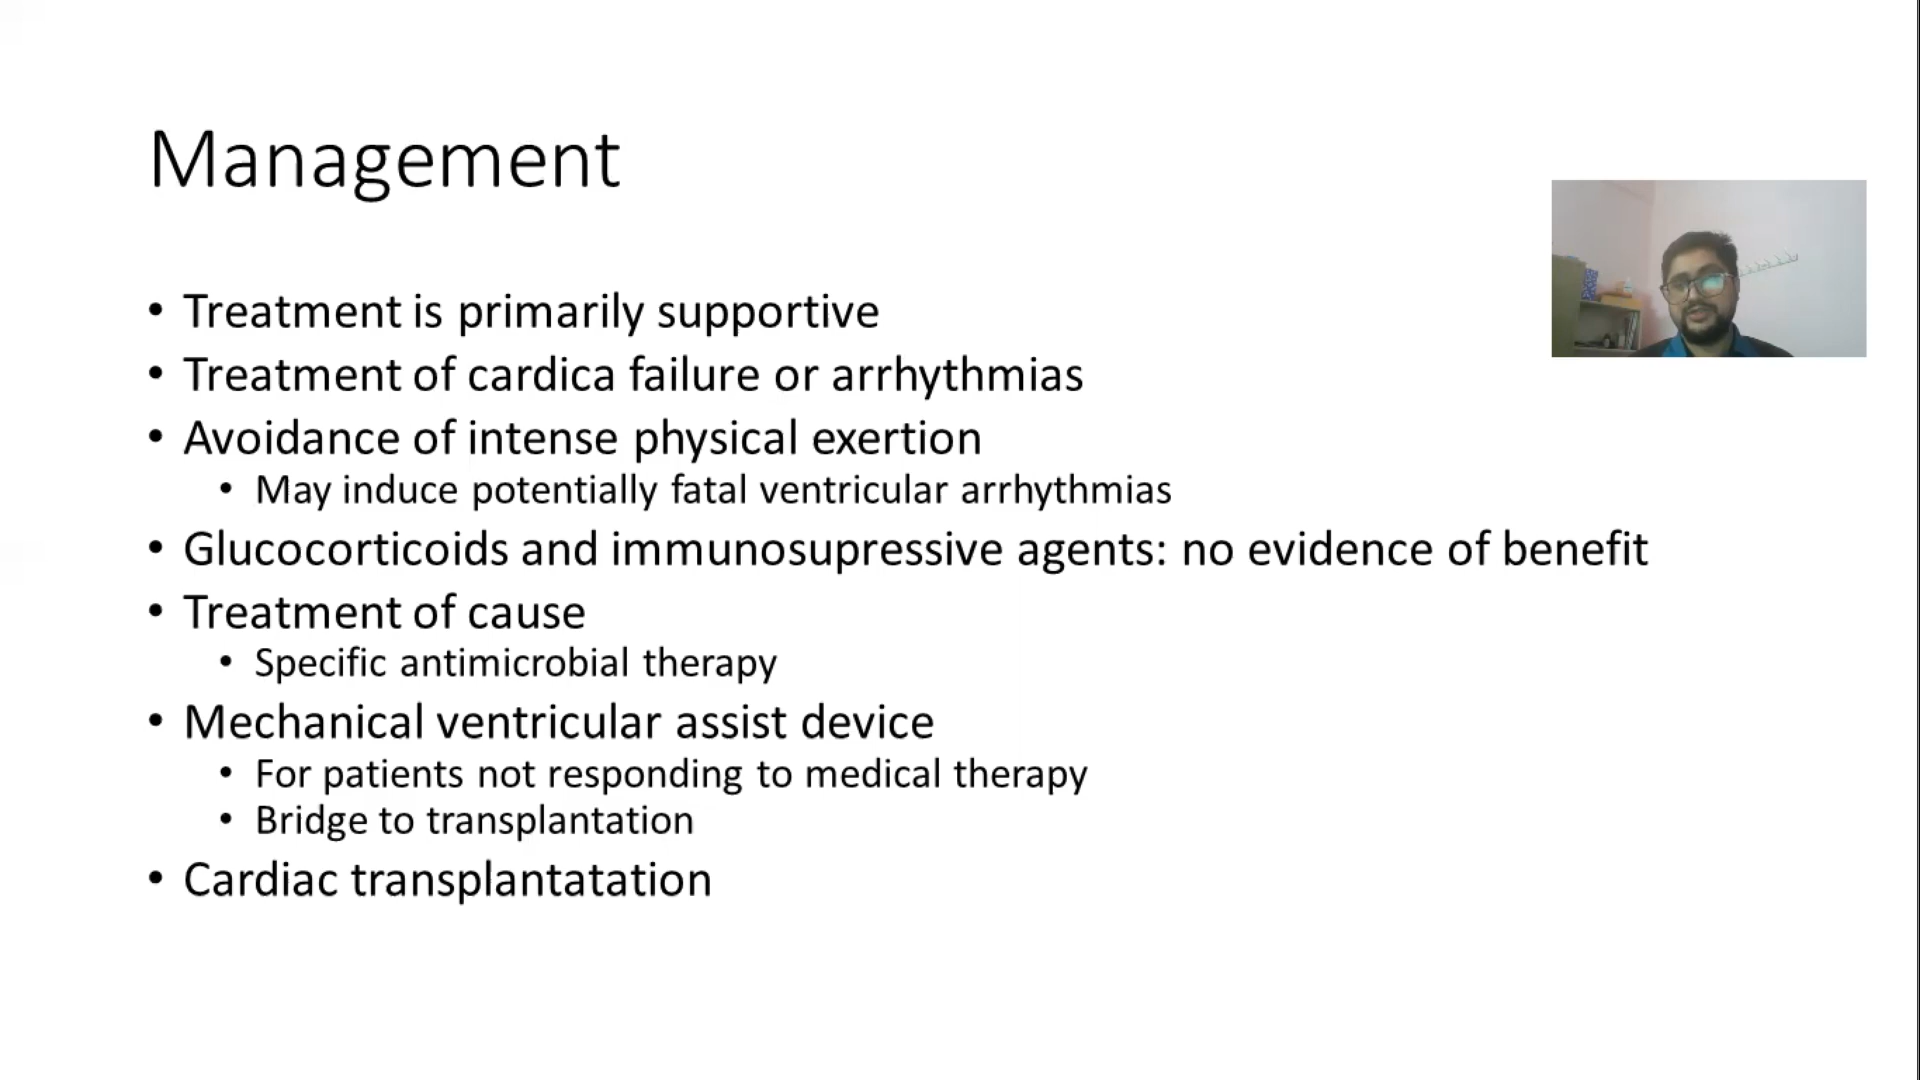 Management
• Treatment is primarily supportive
• Treatment of cardica failure or arrhythmias
• Avoidance of intense physical exertion
• May induce potentially fatal ventricular arrhythmias
• Glucocorticoids and immunosupressive agents: no evidence of benefit
• Treatment of cause
• Specific antimicrobial therapy
• Mechanical ventricular assist device
• For patients not responding to medical therapy
• Bridge to transplantation
• Cardiac transplantatation